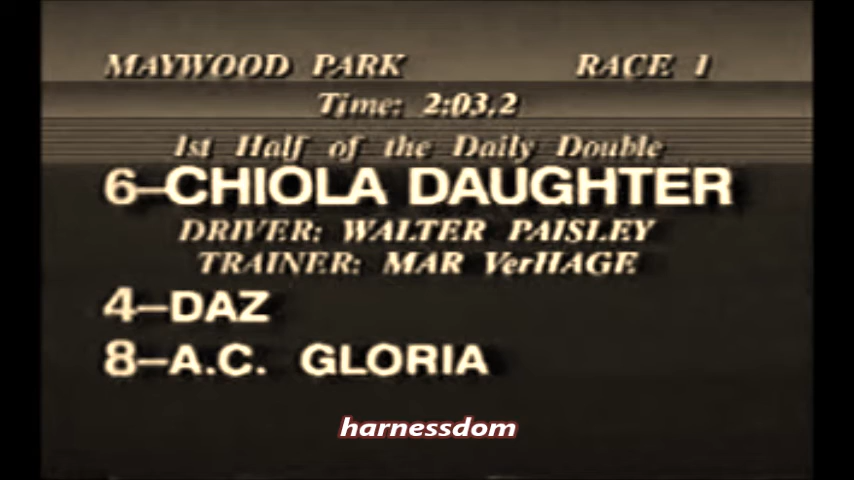 MAYWOOD PARK RACE 1
Time: 2:03.2
1st Half of the Daily Double
6–CHIOLA DAUGHTER
DRIVER: WALTER PAISLEY
TRAINER: MAR VerHAGE
4–DAZ
8–A.C. GLORIA
harnessdom